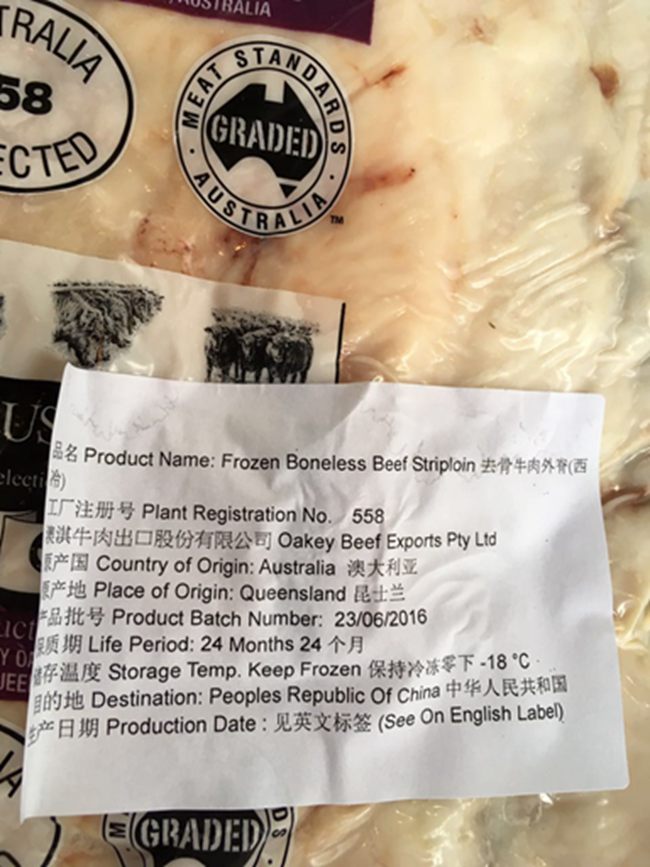 AUSTRALIA
TRALIA
58
ECTED
MEAT STANDARDS
GRADED
AUSTRALIA
TM
US
electi
品名 Product Name: Frozen Boneless Beef Striploin 去骨牛肉外脊(西
冷)
工厂注册号 Plant Registration No. 558
澳淇牛肉出口股份有限公司 Oakey Beef Exports Pty Ltd
原产国 Country of Origin: Australia 澳大利亚
原产地 Place of Origin: Queensland 昆士兰
产品批号 Product Batch Number: 23/06/2016
保质期 Life Period: 24 Months 24 个月
储存温度 Storage Temp. Keep Frozen 保持冷冻零下 -18 °C
目的地 Destination: Peoples Republic Of China 中华人民共和国
生产日期 Production Date : 见英文标签 (See On English Label)
GRADED